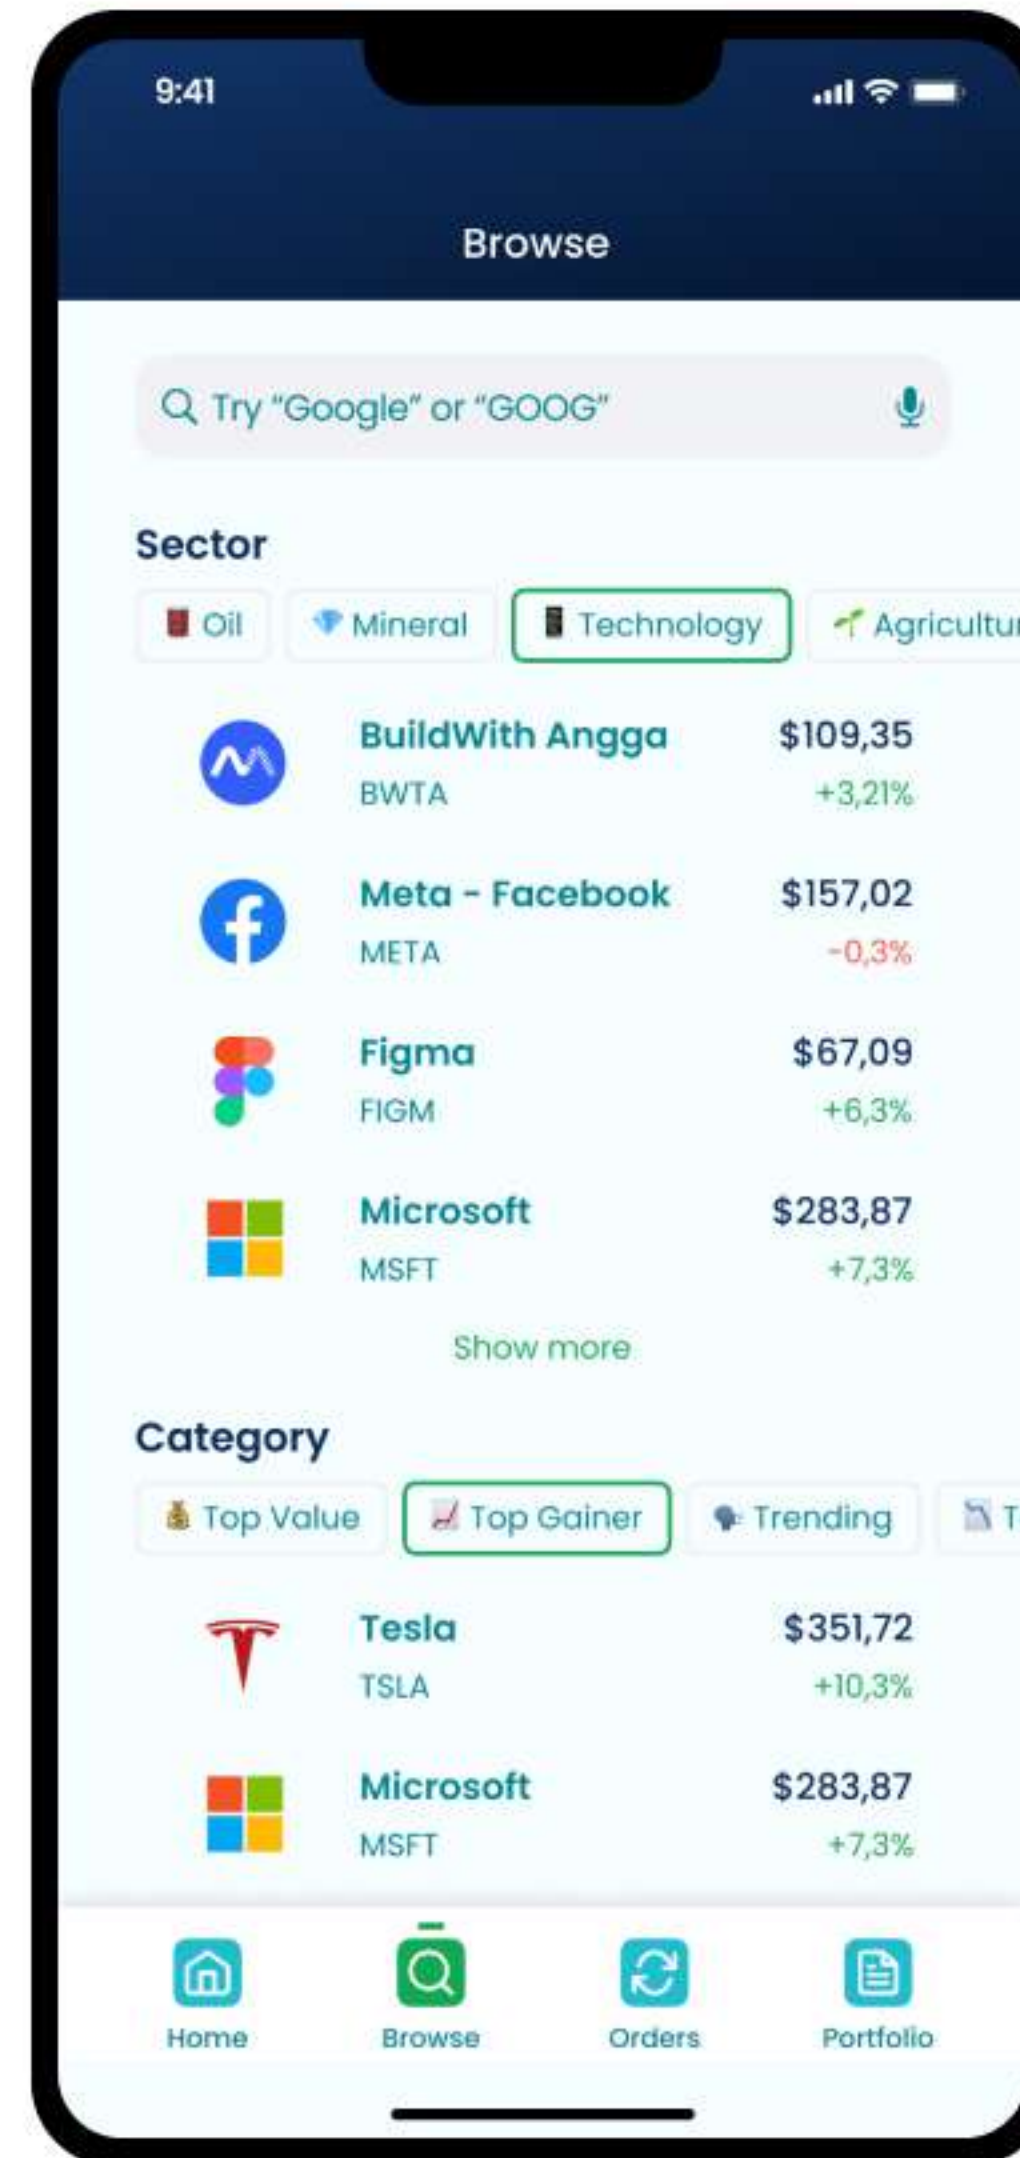 9:41
Browse
Try “Google” or “GOOG”
Sector
Oil Mineral Technology Agricultur
BuildWith Angga $109,35
BWTA +3,21%
Meta - Facebook $157,02
META -0,3%
Figma $67,09
FIGM +6,3%
Microsoft $283,87
MSFT +7,3%
Show more
Category
Top Value Top Gainer Trending T
Tesla $351,72
TSLA +10,3%
Microsoft $283,87
MSFT +7,3%
Home Browse Orders Portfolio